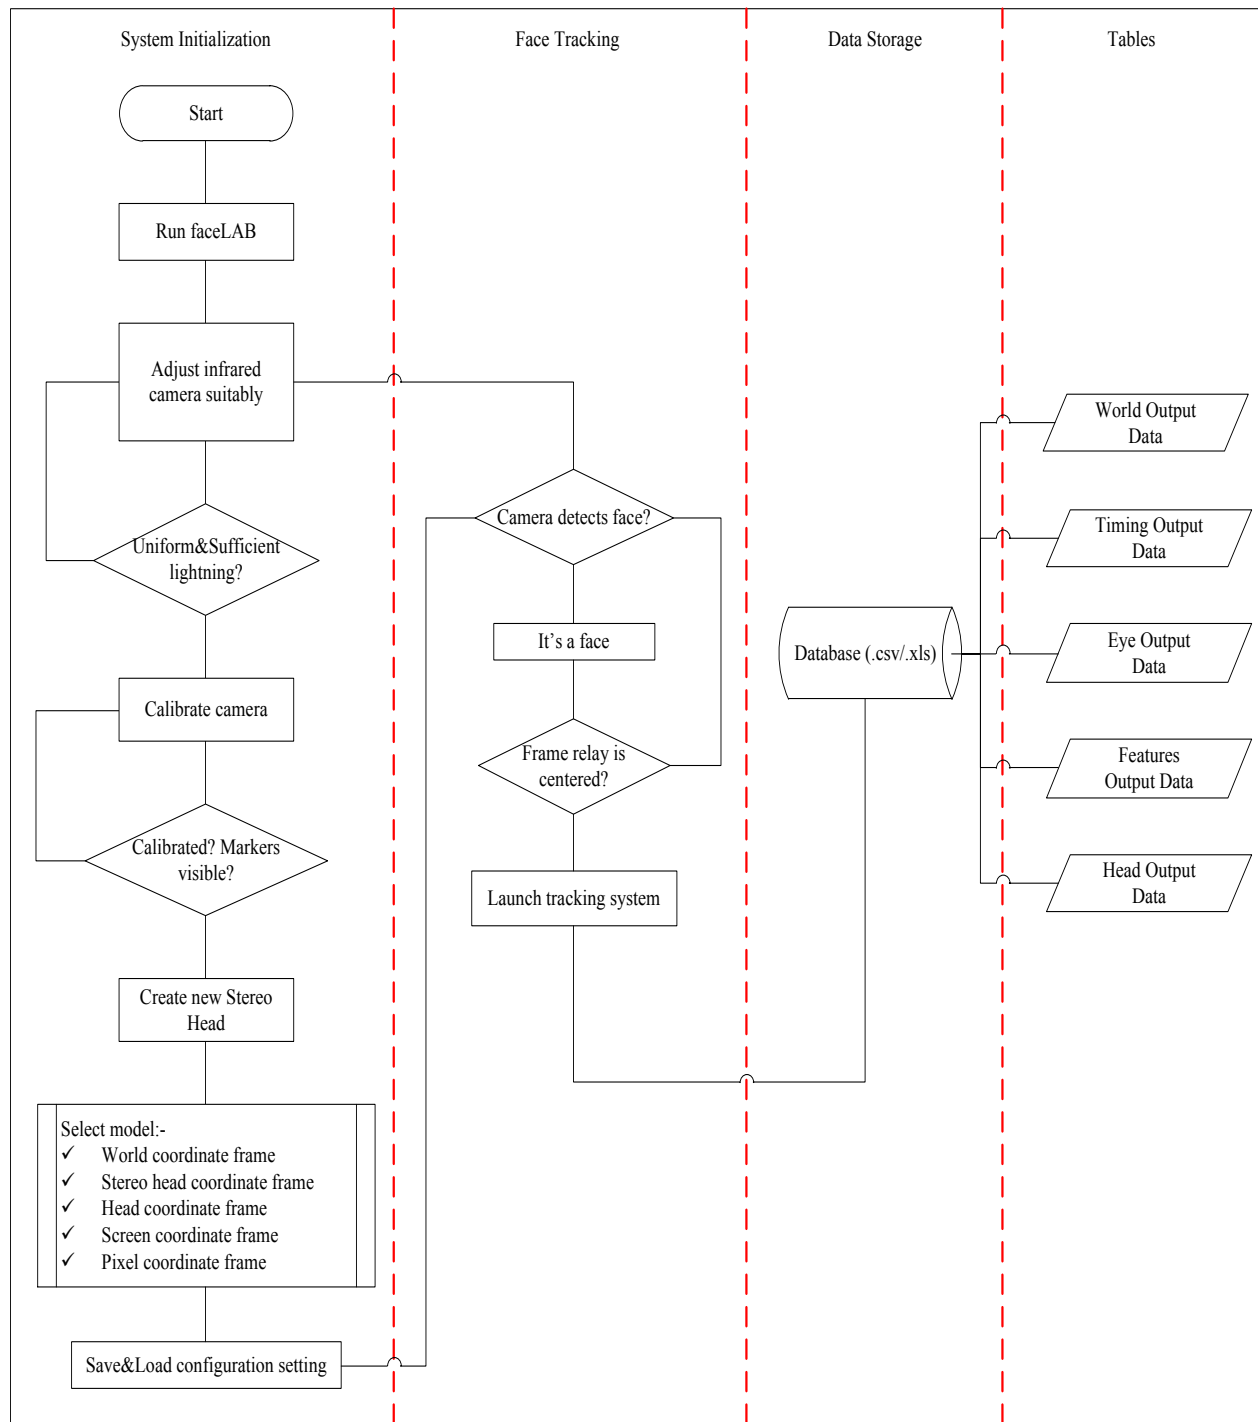 System Initialization
Face Tracking
Data Storage
Tables
Start
Run faceLAB
Adjust infrared
camera suitably
Uniform&Sufficient
lightning?
Calibrate camera
Calibrated? Markers
visible?
Create new Stereo
Head
Select model:-
✓ World coordinate frame
✓ Stereo head coordinate frame
✓ Head coordinate frame
✓ Screen coordinate frame
✓ Pixel coordinate frame
Save&Load configuration setting
Camera detects face?
It's a face
Frame relay is
centered?
Launch tracking system
Database (.csv/.xls)
World Output
Data
Timing Output
Data
Eye Output
Data
Features
Output Data
Head Output
Data